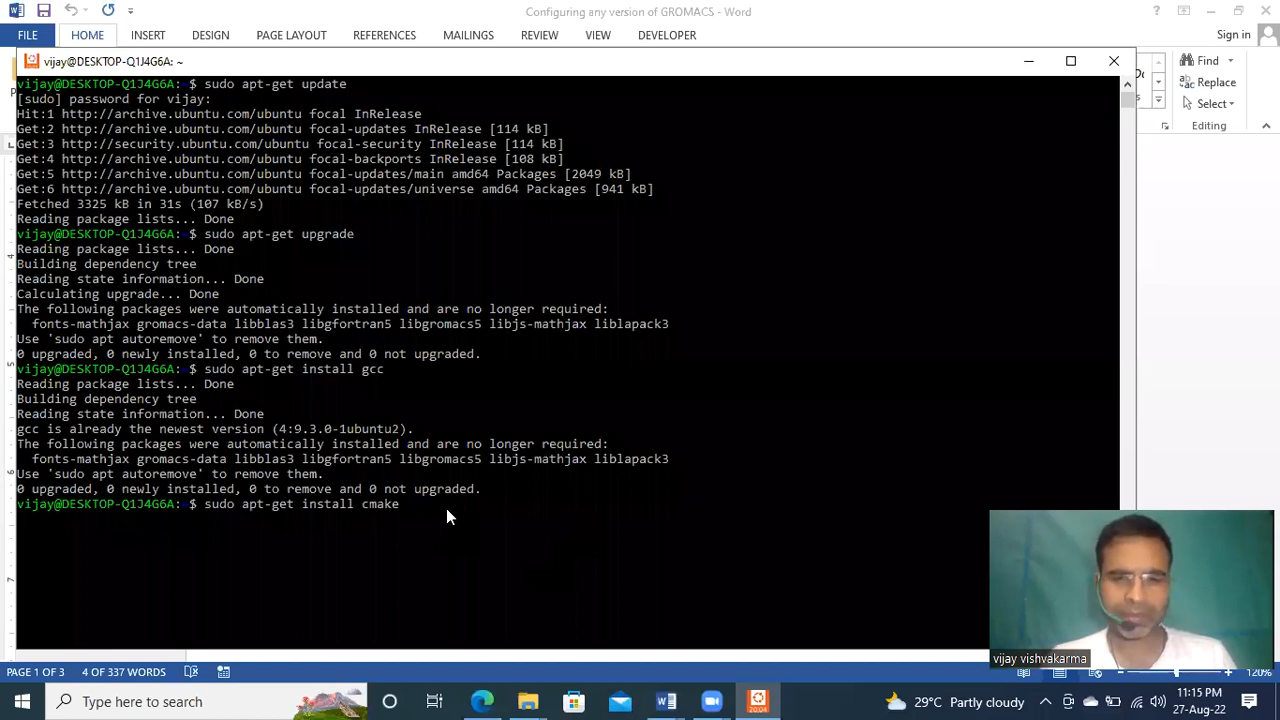 Configuring any version of GROMACS - Word
?
FILE
HOME
INSERT
DESIGN
PAGE LAYOUT
REFERENCES
MAILINGS
REVIEW
VIEW
DEVELOPER
Sign in
vijay@DESKTOP-Q1J4G6A: ~
Find
Replace
Select
Editing
vijay@DESKTOP-Q1J4G6A:~$ sudo apt-get update
[sudo] password for vijay:
Hit:1 http://archive.ubuntu.com/ubuntu focal InRelease
Get:2 http://archive.ubuntu.com/ubuntu focal-updates InRelease [114 kB]
Get:3 http://security.ubuntu.com/ubuntu focal-security InRelease [114 kB]
Get:4 http://archive.ubuntu.com/ubuntu focal-backports InRelease [108 kB]
Get:5 http://archive.ubuntu.com/ubuntu focal-updates/main amd64 Packages [2049 kB]
Get:6 http://archive.ubuntu.com/ubuntu focal-updates/universe amd64 Packages [941 kB]
Fetched 3325 kB in 31s (107 kB/s)
Reading package lists... Done
vijay@DESKTOP-Q1J4G6A:~$ sudo apt-get upgrade
Reading package lists... Done
Building dependency tree
Reading state information... Done
Calculating upgrade... Done
The following packages were automatically installed and are no longer required:
fonts-mathjax gromacs-data libblas3 libgfortran5 libgromacs5 libjs-mathjax liblapack3
Use 'sudo apt autoremove' to remove them.
0 upgraded, 0 newly installed, 0 to remove and 0 not upgraded.
vijay@DESKTOP-Q1J4G6A:~$ sudo apt-get install gcc
Reading package lists... Done
Building dependency tree
Reading state information... Done
gcc is already the newest version (4:9.3.0-1ubuntu2).
The following packages were automatically installed and are no longer required:
fonts-mathjax gromacs-data libblas3 libgfortran5 libgromacs5 libjs-mathjax liblapack3
Use 'sudo apt autoremove' to remove them.
0 upgraded, 0 newly installed, 0 to remove and 0 not upgraded.
vijay@DESKTOP-Q1J4G6A:~$ sudo apt-get install cmake
4
5
6
7
vijay vishvakarma
PAGE 1 OF 3
4 OF 337 WORDS
120%
Type here to search
20.04
29°C Partly cloudy
11:15 PM
27-Aug-22